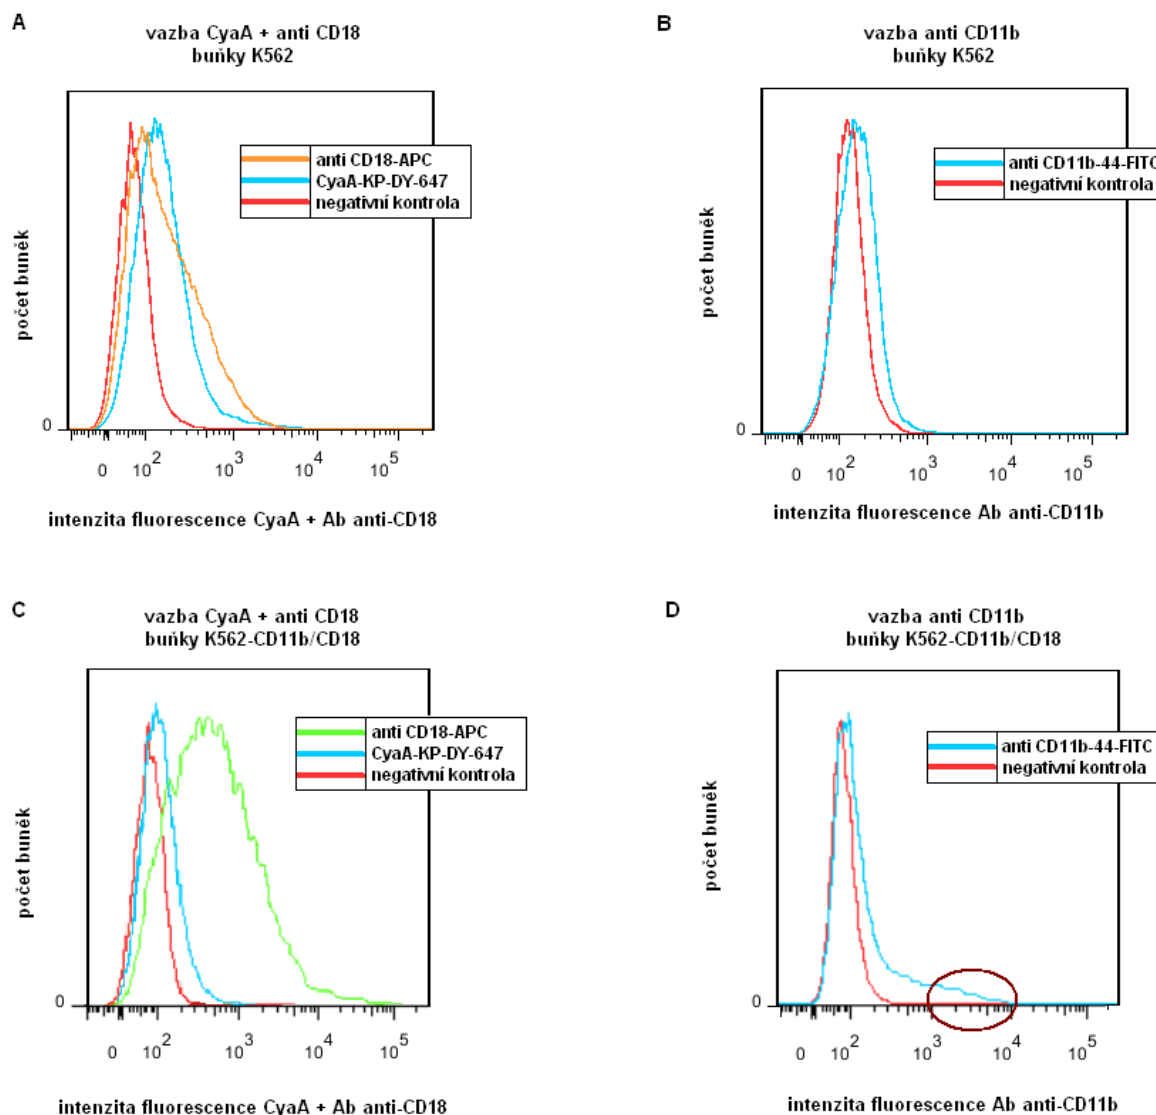 A
vazba CyaA + anti CD18
buňky K562
anti CD18-APC
CyaA-KP-DY-647
negativní kontrola
počet buněk
0
0 10^2 10^3 10^4 10^5
intenzita fluorescence CyaA + Ab anti-CD18
B
vazba anti CD11b
buňky K562
anti CD11b-44-FITC
negativní kontrola
počet buněk
0
0 10^2 10^3 10^4 10^5
intenzita fluorescence Ab anti-CD11b
C
vazba CyaA + anti CD18
buňky K562-CD11b/CD18
anti CD18-APC
CyaA-KP-DY-647
negativní kontrola
počet buněk
0
0 10^2 10^3 10^4 10^5
intenzita fluorescence CyaA + Ab anti-CD18
D
vazba anti CD11b
buňky K562-CD11b/CD18
anti CD11b-44-FITC
negativní kontrola
počet buněk
0
0 10^2 10^3 10^4 10^5
intenzita fluorescence Ab anti-CD11b